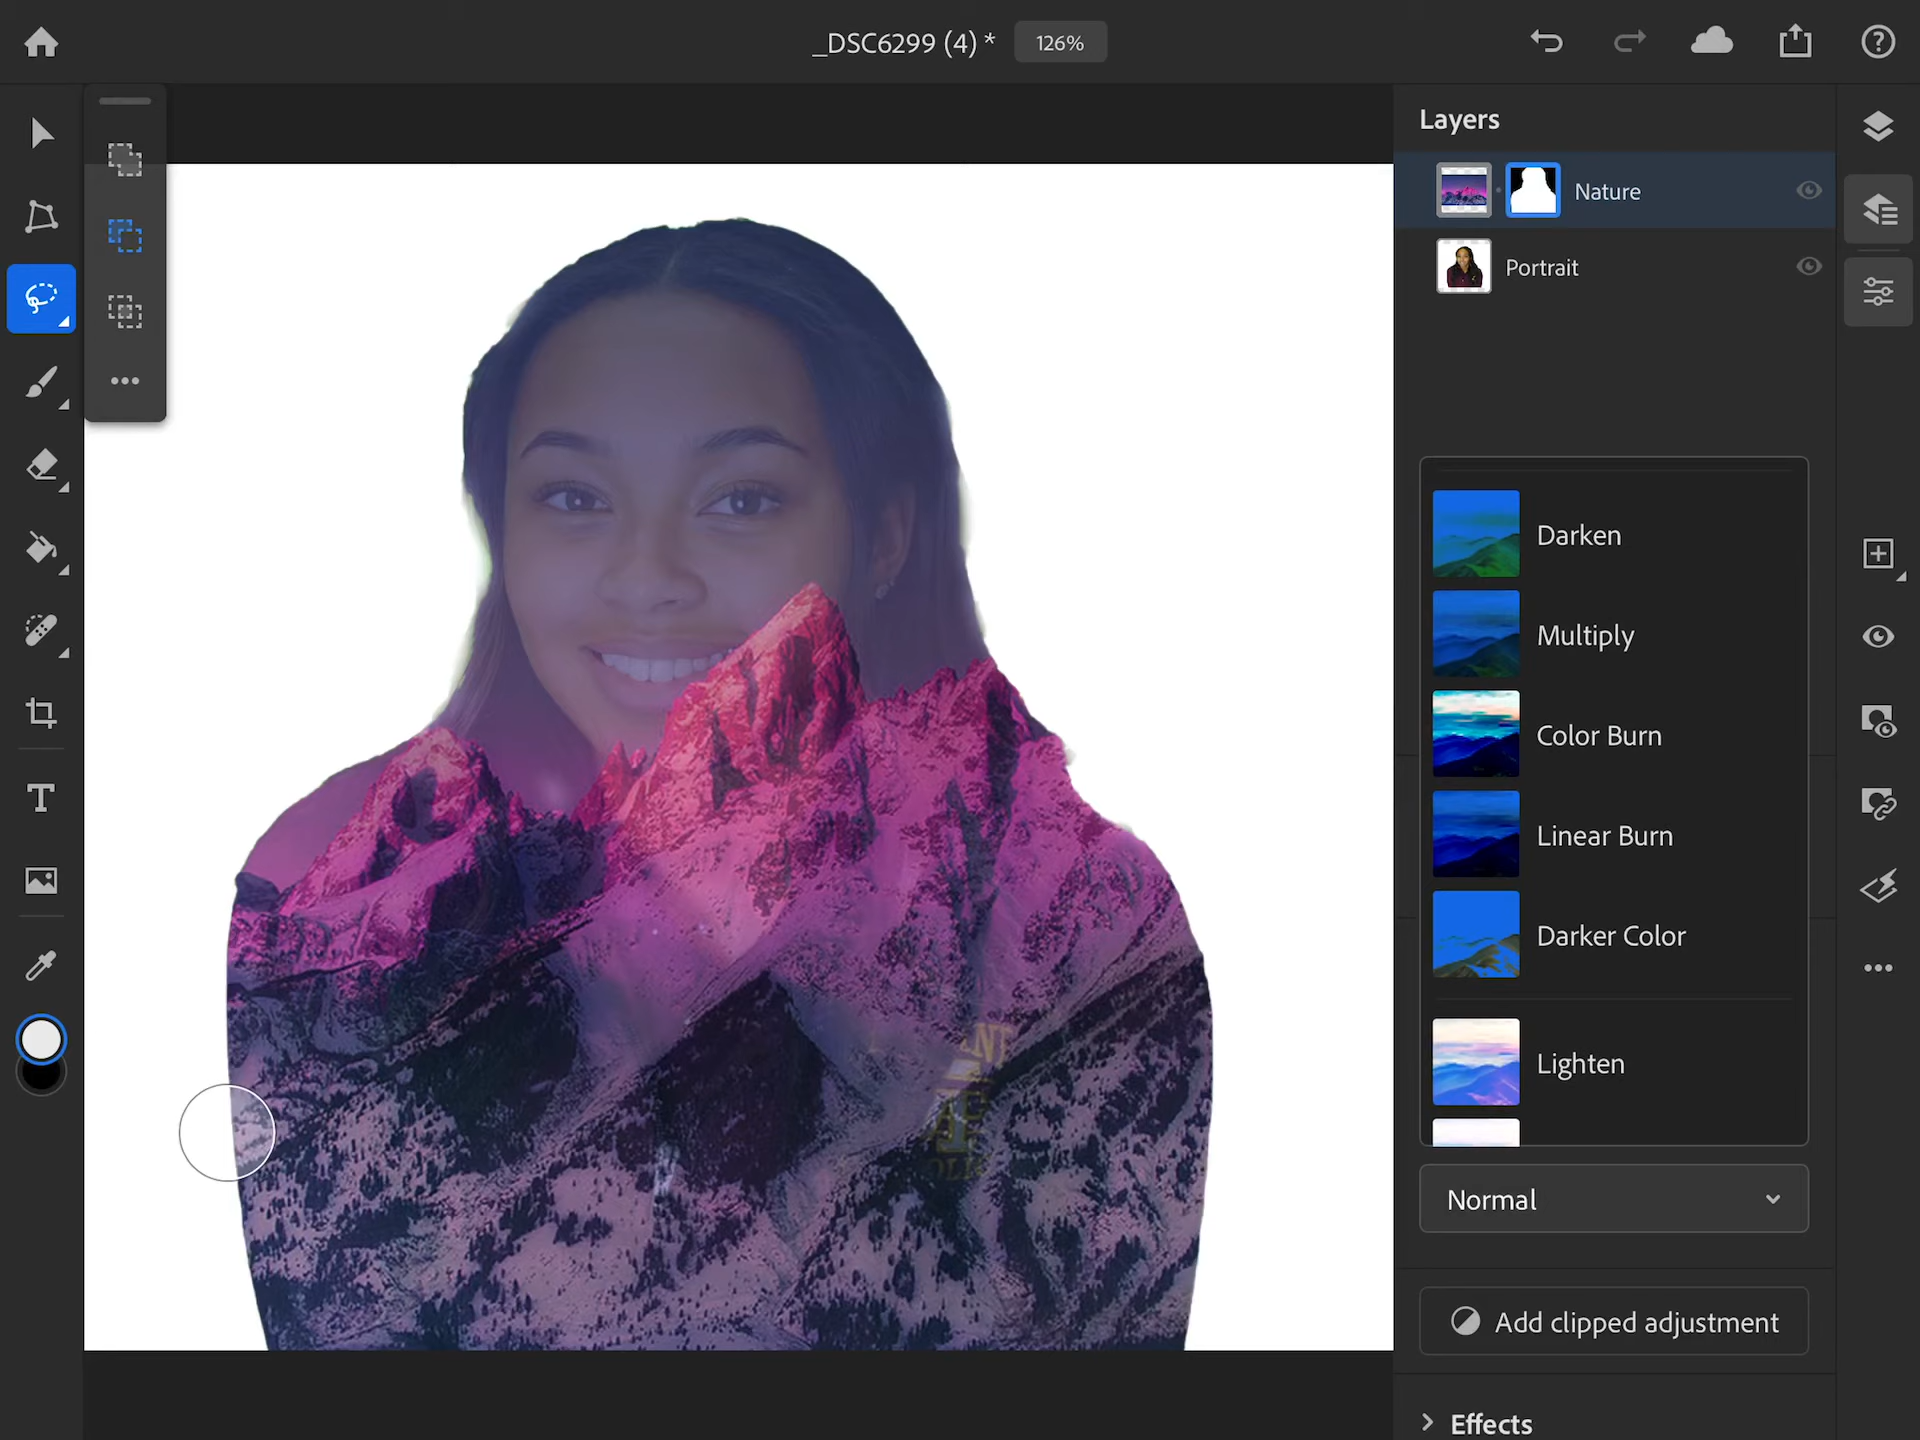 _DSC6299 (4) *
126%
Layers
Nature
Portrait
Darken
Multiply
Color Burn
Linear Burn
Darker Color
Lighten
Normal
Add clipped adjustment
Effects
T